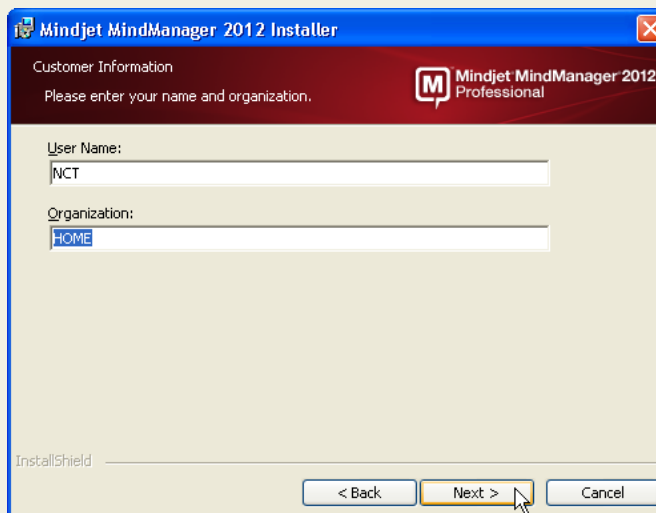 Mindjet MindManager 2012 Installer
Customer Information
Please enter your name and organization.
Mindjet MindManager 2012
Professional
User Name:
NCT
Organization:
HOME
InstallShield
< Back
Next >
Cancel